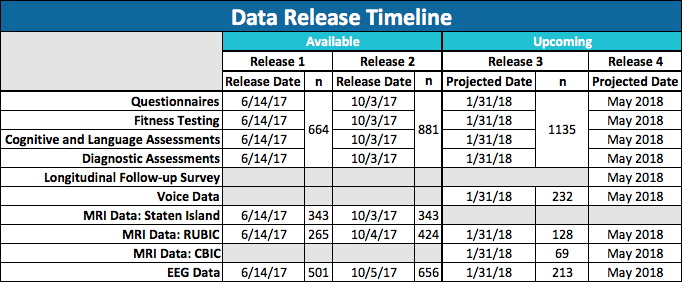 Data Release Timeline
Available Upcoming
Release 1 Release 2 Release 3 Release 4
Release Date n Release Date n Projected Date n Projected Date
Questionnaires 6/14/17 664 10/3/17 881 1/31/18 1135 May 2018
Fitness Testing 6/14/17 10/3/17 1/31/18 May 2018
Cognitive and Language Assessments 6/14/17 10/3/17 1/31/18 May 2018
Diagnostic Assessments 6/14/17 10/3/17 1/31/18 May 2018
Longitudinal Follow-up Survey May 2018
Voice Data 1/31/18 232 May 2018
MRI Data: Staten Island 6/14/17 343 10/3/17 343
MRI Data: RUBIC 6/14/17 265 10/4/17 424 1/31/18 128 May 2018
MRI Data: CBIC 1/31/18 69 May 2018
EEG Data 6/14/17 501 10/5/17 656 1/31/18 213 May 2018